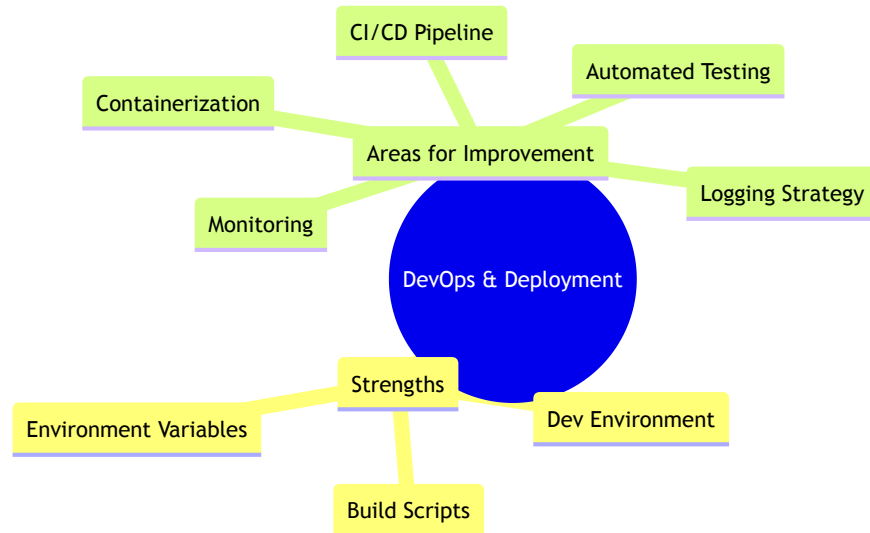 CI/CD Pipeline
Automated Testing
Containerization
Areas for Improvement
Logging Strategy
Monitoring
DevOps & Deployment
Strengths
Dev Environment
Environment Variables
Build Scripts